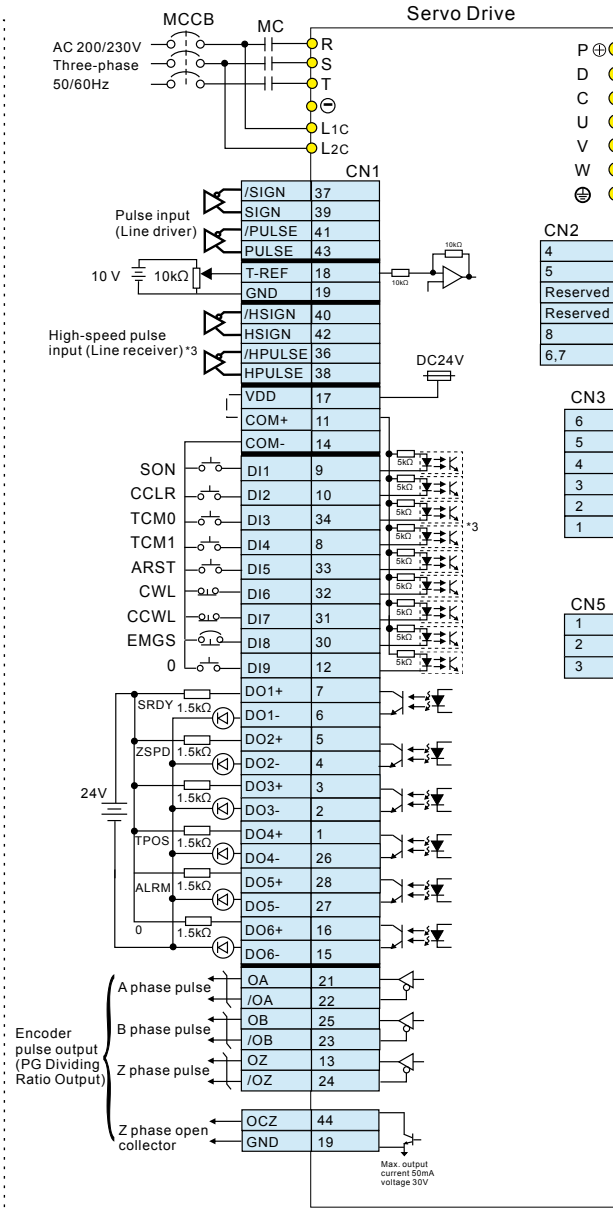 Servo Drive
MCCB
MC
AC 200/230V
Three-phase
50/60Hz
R
S
T
⊖
L1C
L2C
P⊕
D
C
U
V
W
CN1
/SIGN 37
SIGN 39
/PULSE 41
PULSE 43
T-REF 18
GND 19
/HSIGN 40
HSIGN 42
/HPULSE 36
HPULSE 38
VDD 17
COM+ 11
COM- 14
DI1 9
DI2 10
DI3 34
DI4 8
DI5 33
DI6 32
DI7 31
DI8 30
DI9 12
DO1+ 7
DO1- 6
DO2+ 5
DO2- 4
DO3+ 3
DO3- 2
DO4+ 1
DO4- 26
DO5+ 28
DO5- 27
DO6+ 16
DO6- 15
OA 21
/OA 22
OB 25
/OB 23
OZ 13
/OZ 24
OCZ 44
GND 19
Pulse input
(Line driver)
10 V
10kΩ
10kΩ
10kΩ
High-speed pulse
input (Line receiver)*3
DC24V
SON
CCLR
TCM0
TCM1
ARST
CWL
CCWL
EMGS
0
5kΩ
5kΩ
5kΩ
5kΩ
5kΩ
5kΩ
5kΩ
5kΩ
5kΩ
*3
24V
SRDY 1.5kΩ
ZSPD 1.5kΩ
1.5kΩ
TPOS 1.5kΩ
ALRM 1.5kΩ
0 1.5kΩ
Encoder
pulse output
(PG Dividing
Ratio Output)
A phase pulse
B phase pulse
Z phase pulse
Z phase open
collector
Max. output
current 50mA
voltage 30V
CN2
4
5
Reserved
Reserved
8
6,7
CN3
6
5
4
3
2
1
CN5
1
2
3